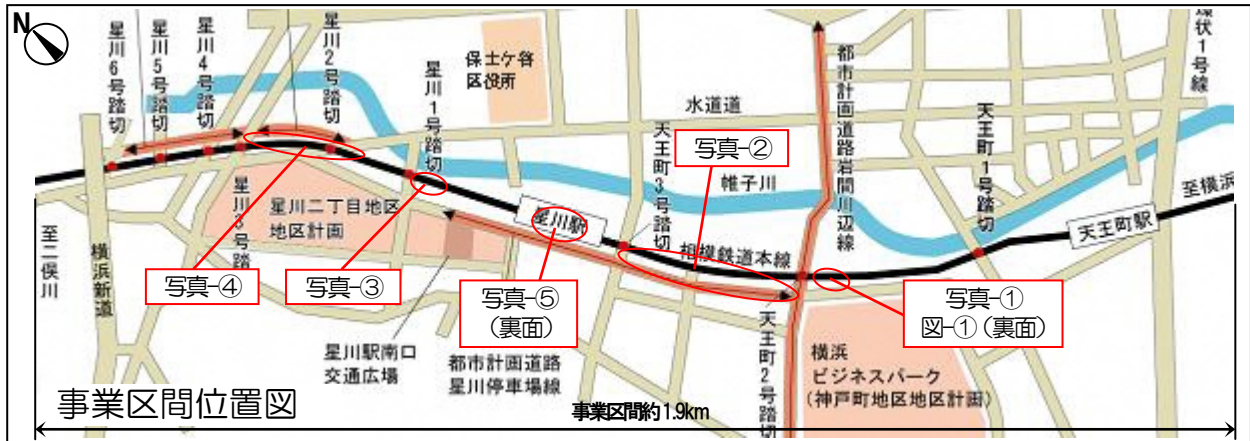 N
星川6号踏切
星川5号踏切
星川4号踏切
星川2号踏切
星川1号踏切
保土ケ谷
区役所
水道道
天王町3号踏切
写真-②
都市計画道路岩間川辺線
天王町1号踏切
環状1号線
帷子川
至横浜
天王町駅
星川駅
相模鉄道本線
星川3号踏
星川二丁目地区
地区計画
至二俣川
横浜新道
写真-④
写真-③
写真-⑤
(裏面)
写真-①
図-①(裏面)
天王町2号踏切
星川駅南口
交通広場
都市計画道路
星川停車場線
横浜
ビジネスパーク
(神戸町地区地区計画)
事業区間位置図
事業区間約1.9km